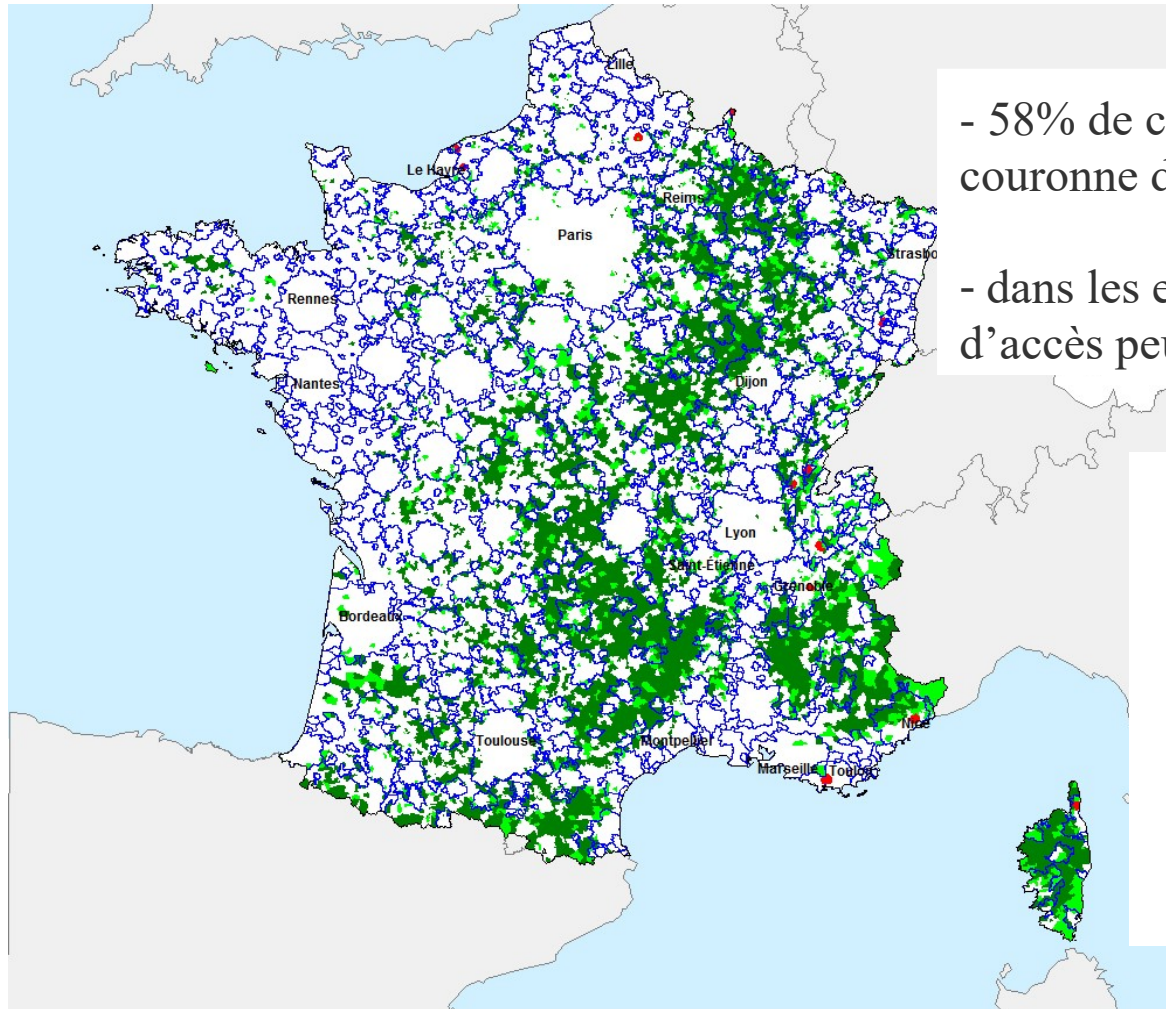 Lille
- 58% de c
couronne d
Le Havre
Reims
Paris
- dans les e
d’accès peu
Strasbo
Rennes
Dijon
Nantes
Lyon
Saint-Etienne
Grenoble
Bordeaux
Nice
Toulouse
Montpellier
Marseille
Toulon